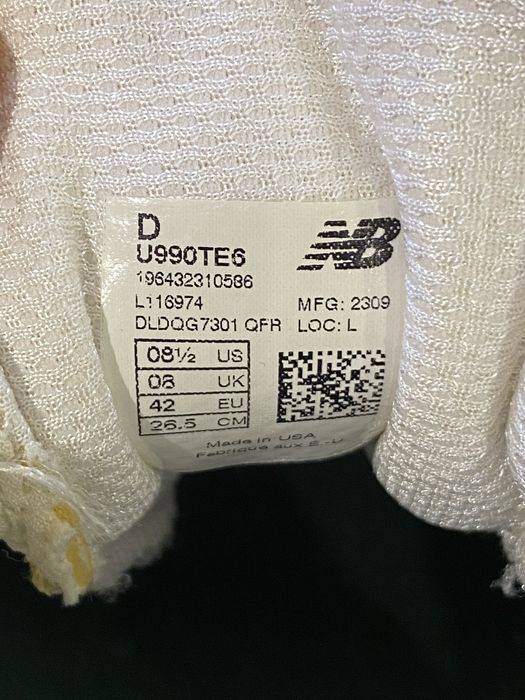 D
NB
U990TE6
196432310586
L116974
MFG: 2309
DLDQG7301 QFR
LOC: L
08½ US
08 UK
42 EU
26.5 CM
Made in USA
Fabriqué aux É.-U.